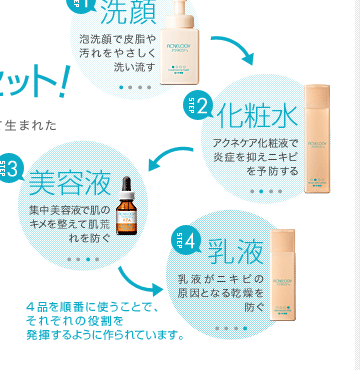 STEP 1
洗顔
泡洗顔で皮脂や
汚れをやさしく
洗い流す
ット!
生まれた
STEP 2
化粧水
アクネケア化粧液で
炎症を抑えニキビ
を予防する
STEP 3
美容液
集中美容液で肌の
キメを整えて肌荒
れを防ぐ
STEP 4
乳液
乳液がニキビの
原因となる乾燥を
防ぐ
4品を順番に使うことで、
それぞれの役割を
発揮するように作られています。